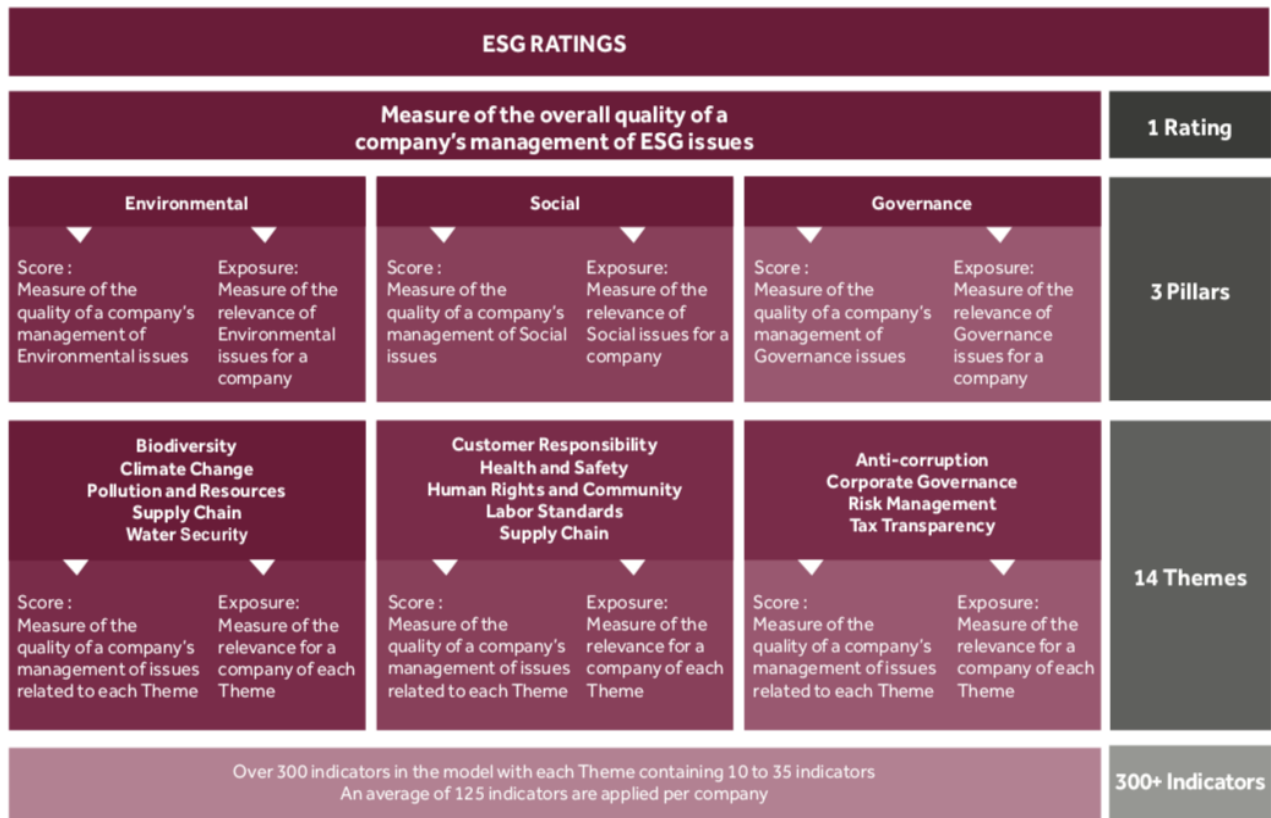 ESG RATINGS
Measure of the overall quality of a
company's management of ESG issues
1 Rating
Environmental
Score :
Measure of the
quality of a company's
management of
Environmental issues
Exposure:
Measure of the
relevance of
Environmental
issues for a
company
Social
Score :
Measure of the
quality of a company's
management of Social
issues
Exposure:
Measure of the
relevance of
Social issues for a
company
Governance
Score :
Measure of the
quality of a company's
management of
Governance issues
Exposure:
Measure of the
relevance of
Governance
issues for a
company
3 Pillars
Biodiversity
Climate Change
Pollution and Resources
Supply Chain
Water Security
Score :
Measure of the
quality of a company's
management of issues
related to each Theme
Exposure:
Measure of the
relevance for a
company of each
Theme
Customer Responsibility
Health and Safety
Human Rights and Community
Labor Standards
Supply Chain
Score :
Measure of the
quality of a company's
management of issues
related to each Theme
Exposure:
Measure of the
relevance for a
company of each
Theme
Anti-corruption
Corporate Governance
Risk Management
Tax Transparency
Score :
Measure of the
quality of a company's
management of issues
related to each Theme
Exposure:
Measure of the
relevance for a
company of each
Theme
14 Themes
Over 300 indicators in the model with each Theme containing 10 to 35 indicators
An average of 125 indicators are applied per company
300+ Indicators